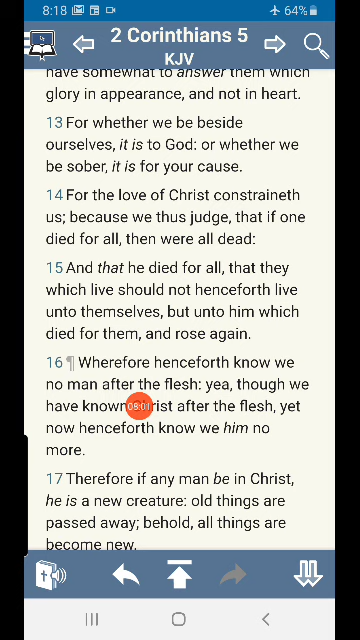 8:18 64%
2 Corinthians 5
KJV
have somewhat to answer them which
glory in appearance, and not in heart.
13 For whether we be beside
ourselves, it is to God: or whether we
be sober, it is for your cause.
14 For the love of Christ constraineth
us; because we thus judge, that if one
died for all, then were all dead:
15 And that he died for all, that they
which live should not henceforth live
unto themselves, but unto him which
died for them, and rose again.
16 ¶ Wherefore henceforth know we
no man after the flesh: yea, though we
have known Christ after the flesh, yet
08:01
now henceforth know we him no
more.
17 Therefore if any man be in Christ,
he is a new creature: old things are
passed away; behold, all things are
become new.